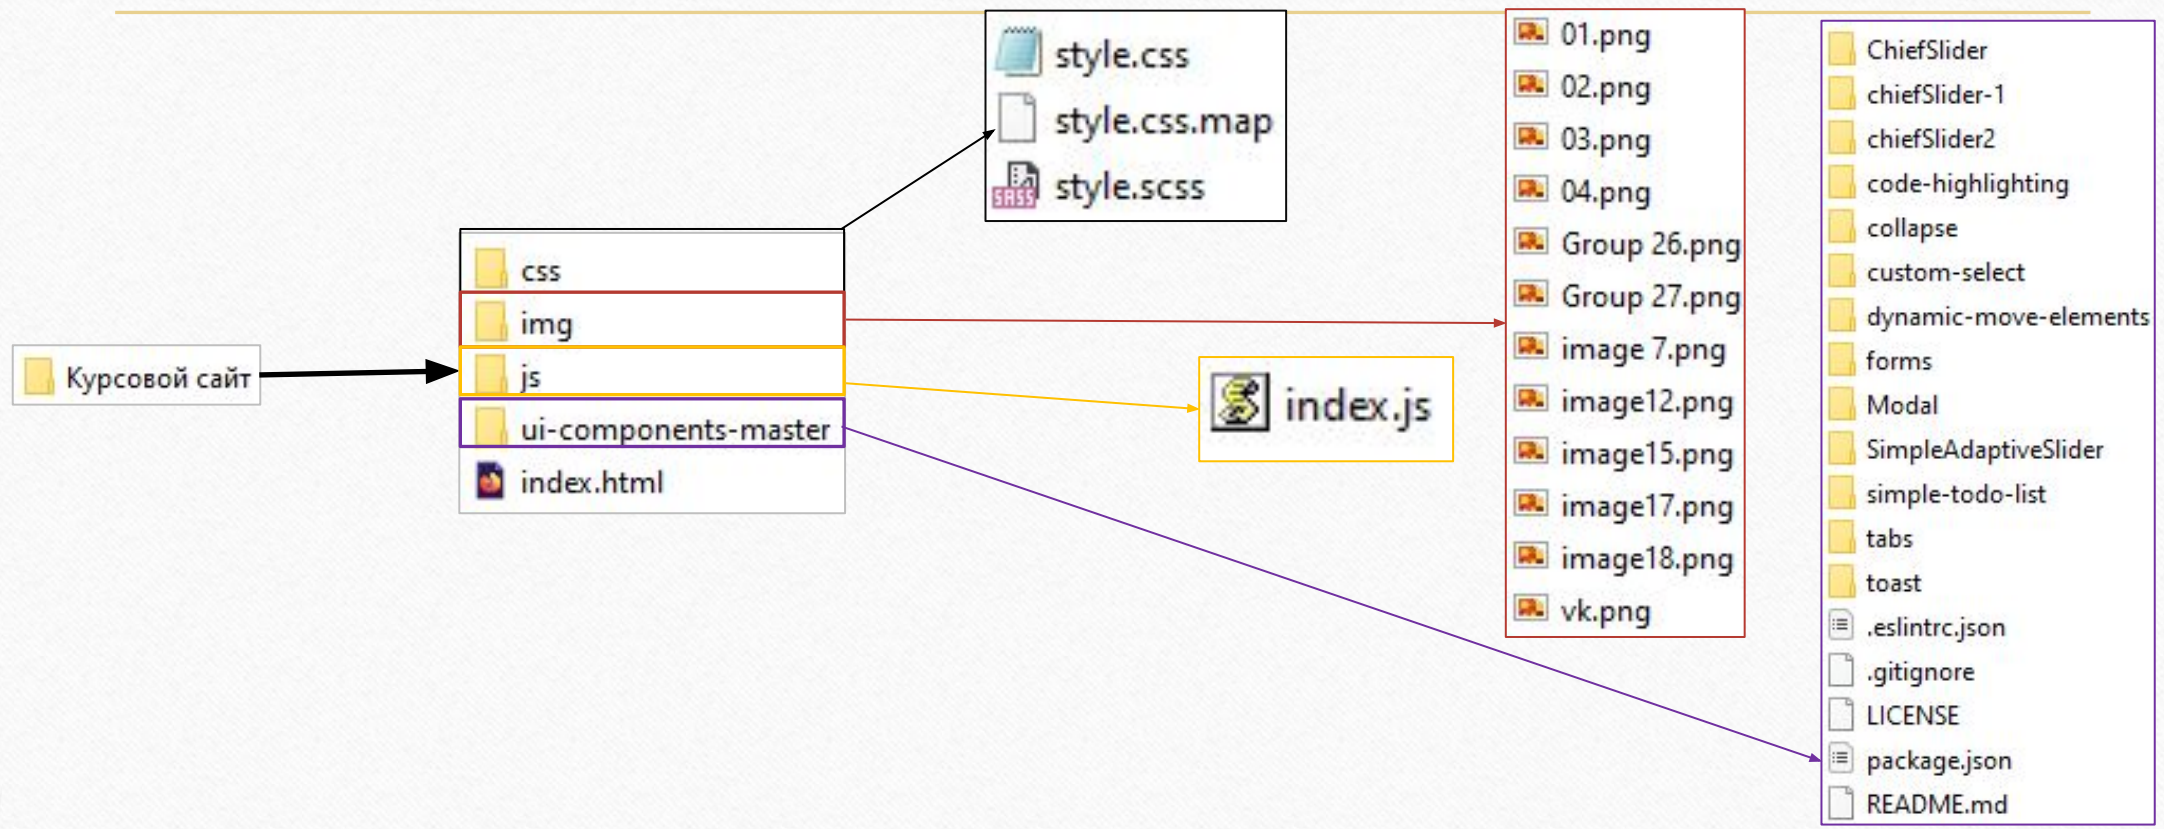 Курсовой сайт
css
img
js
ui-components-master
index.html
style.css
style.css.map
style.scss
SASS
index.js
01.png
02.png
03.png
04.png
Group 26.png
Group 27.png
image 7.png
image12.png
image15.png
image17.png
image18.png
vk.png
ChiefSlider
chiefSlider-1
chiefSlider2
code-highlighting
collapse
custom-select
dynamic-move-elements
forms
Modal
SimpleAdaptiveSlider
simple-todo-list
tabs
toast
.eslintrc.json
.gitignore
LICENSE
package.json
README.md